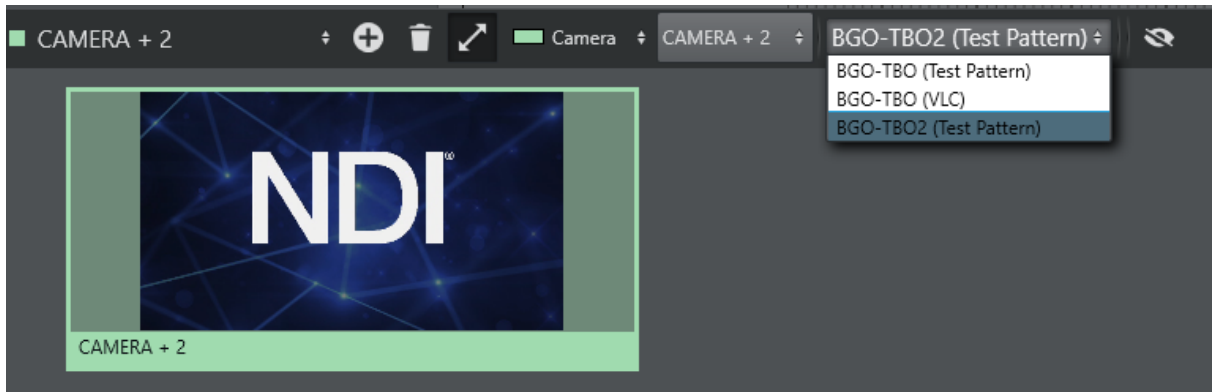 CAMERA + 2
Camera
CAMERA + 2
BGO-TBO2 (Test Pattern)
BGO-TBO (Test Pattern)
BGO-TBO (VLC)
BGO-TBO2 (Test Pattern)
NDI®
CAMERA + 2